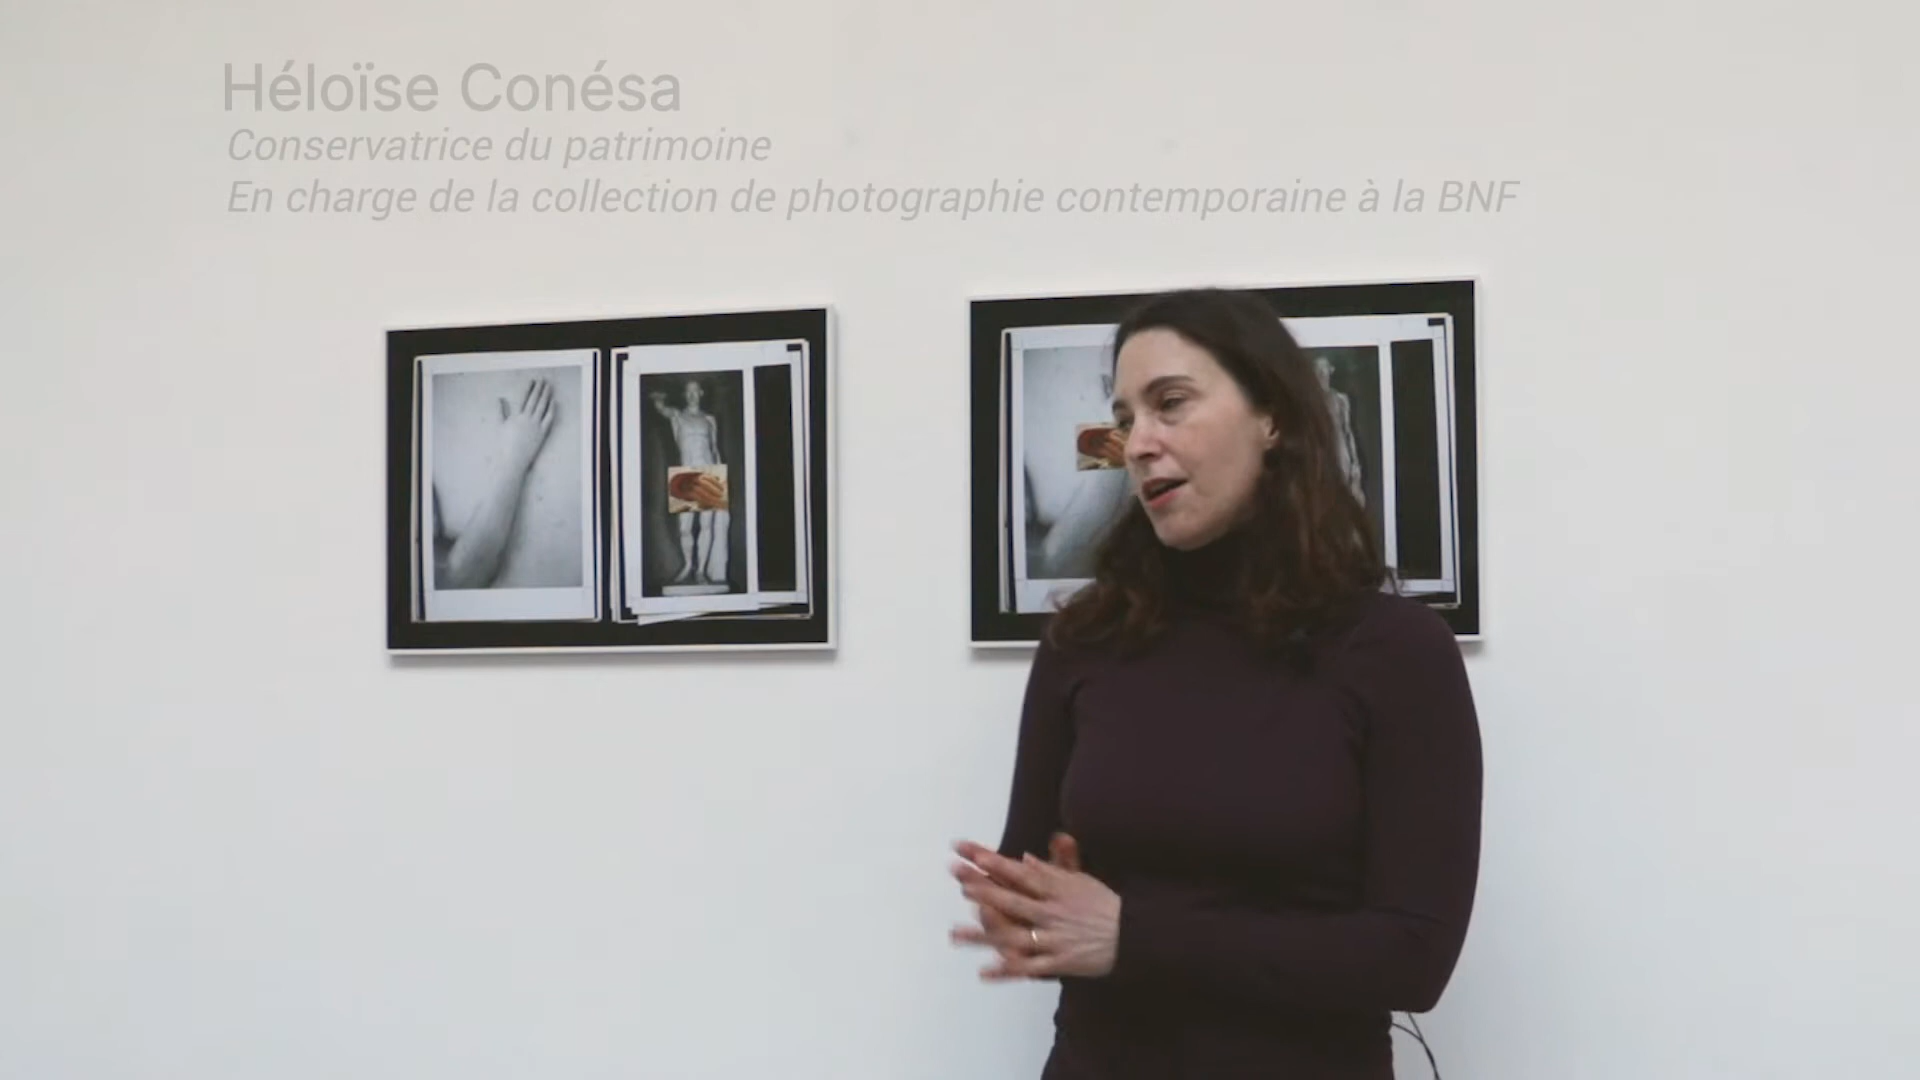 Héloïse Conésa
Conservatrice du patrimoine
En charge de la collection de photographie contemporaine à la BNF